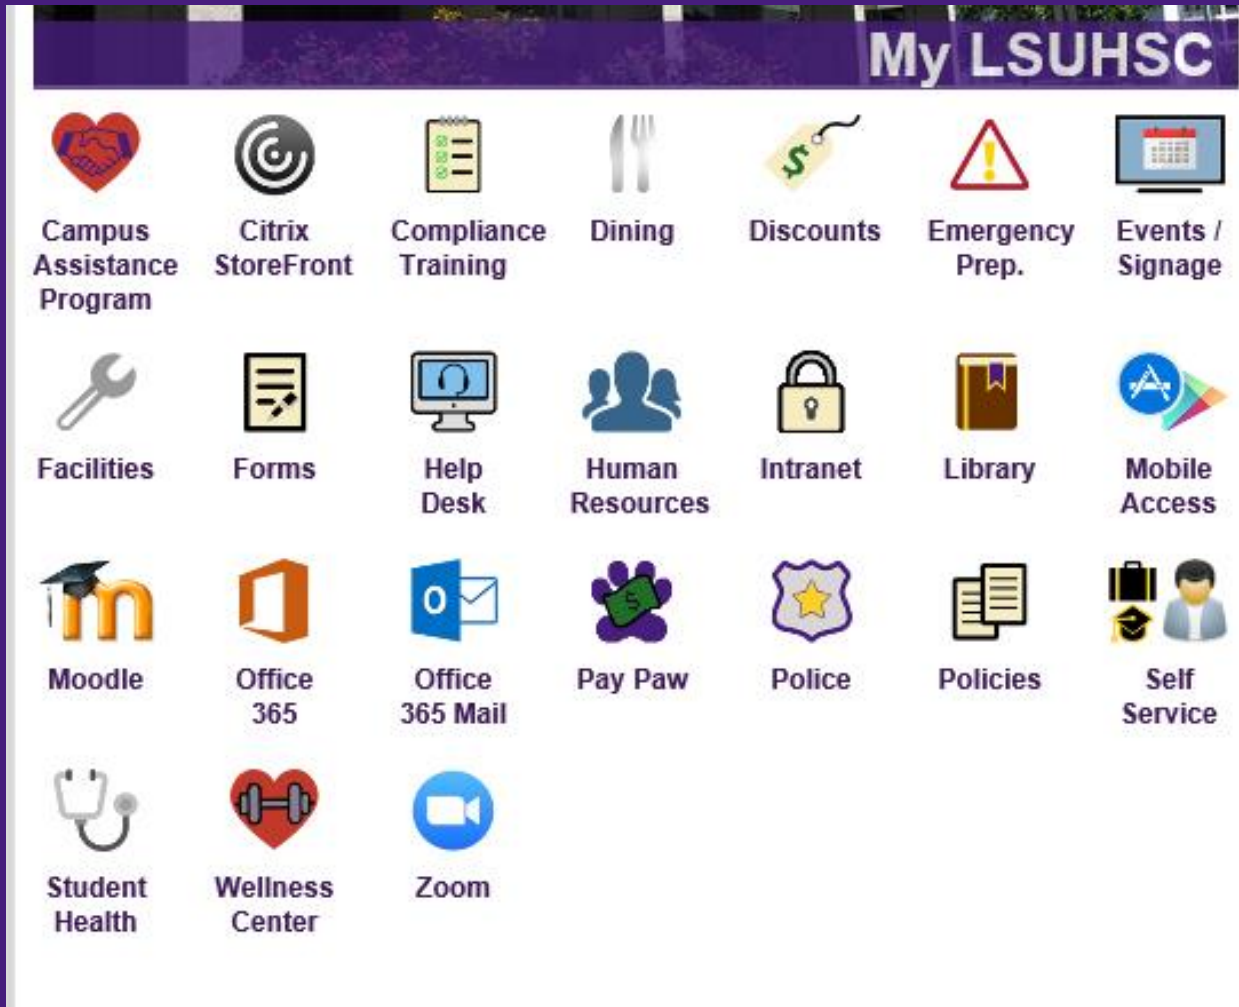 My LSUHSC
Campus
Assistance
Program
Citrix
StoreFront
Compliance
Training
Dining
$
Discounts
Emergency
Prep.
Events /
Signage
Facilities
Forms
Help
Desk
Human
Resources
Intranet
Library
Mobile
Access
m
Moodle
Office
365
O
Office
365 Mail
$
Pay Paw
Police
Policies
Self
Service
Student
Health
Wellness
Center
Zoom